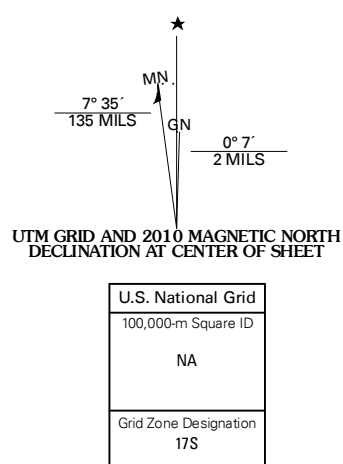 MN
7° 35´
135 MILS
GN
0° 7´
2 MILS
UTM GRID AND 2010 MAGNETIC NORTH
DECLINATION AT CENTER OF SHEET
U.S. National Grid
100,000-m Square ID
NA
Grid Zone Designation
17S